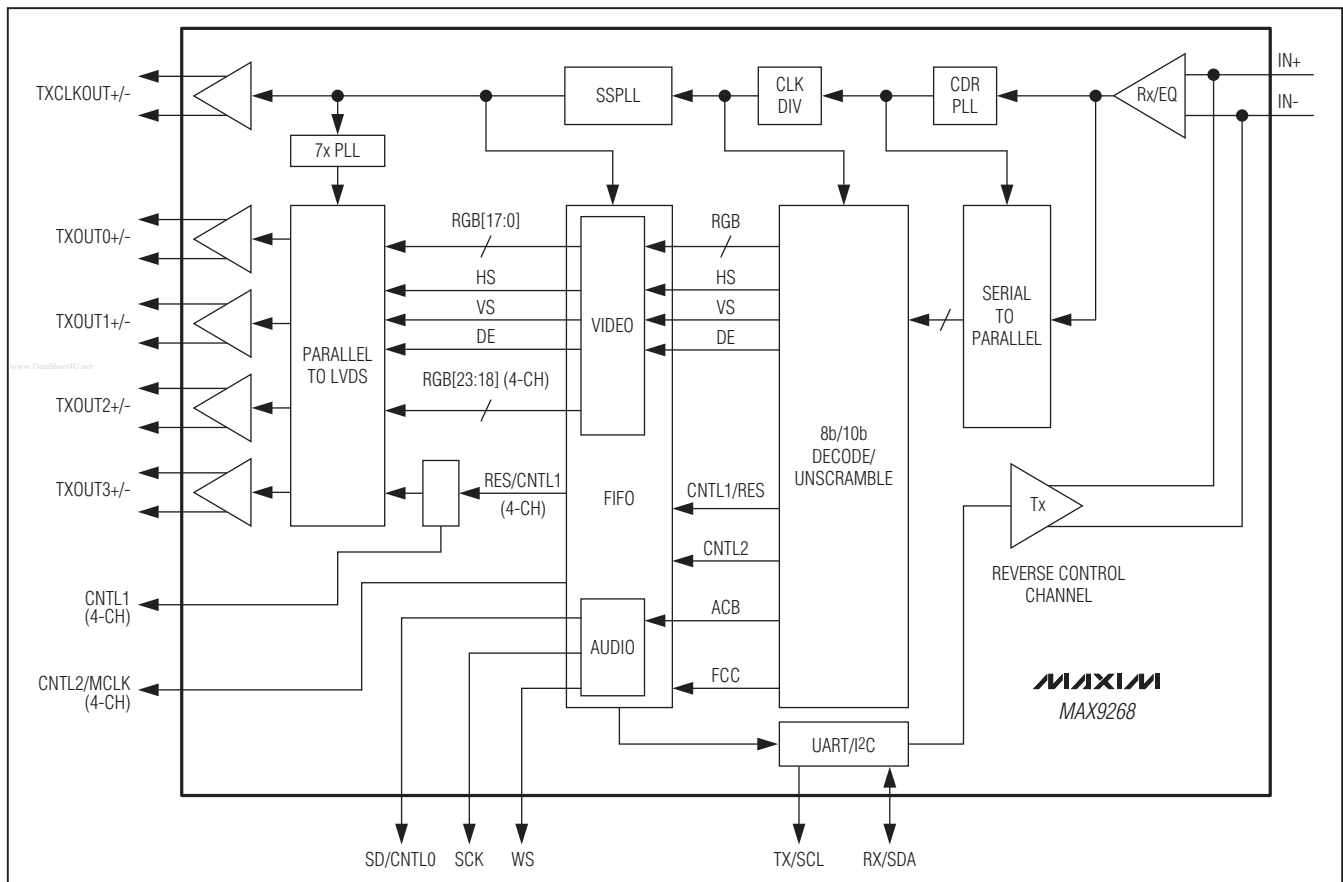 IN+
IN-
TXCLKOUT+/-
SSPLL
CLK
DIV
CDR
PLL
Rx/EQ
7x PLL
TXOUT0+/-
TXOUT1+/-
TXOUT2+/-
TXOUT3+/-
PARALLEL
TO LVDS
RGB[17:0]
HS
VS
DE
RGB[23:18] (4-CH)
RES/CNTL1
(4-CH)
VIDEO
FIFO
AUDIO
RGB
HS
VS
DE
CNTL1/RES
CNTL2
ACB
FCC
8b/10b
DECODE/
UNSCRAMBLE
SERIAL
TO
PARALLEL
Tx
REVERSE CONTROL
CHANNEL
CNTL1
(4-CH)
CNTL2/MCLK
(4-CH)
UART/I²C
MAXIM
MAX9268
SD/CNTL0
SCK
WS
TX/SCL
RX/SDA
www.DataSheet4U.net